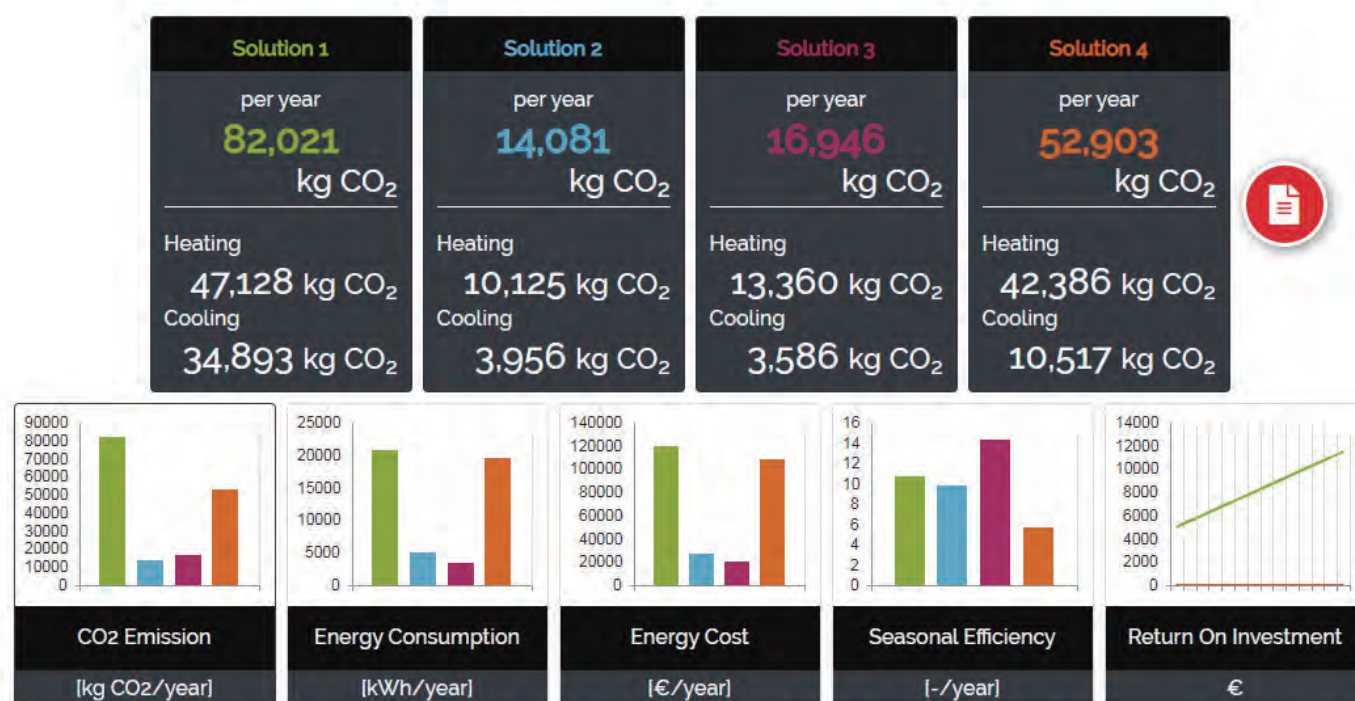 Solution 1
per year
82,021
kg CO₂
Heating
47,128 kg CO₂
Cooling
34,893 kg CO₂
Solution 2
per year
14,081
kg CO₂
Heating
10,125 kg CO₂
Cooling
3,956 kg CO₂
Solution 3
per year
16,946
kg CO₂
Heating
13,360 kg CO₂
Cooling
3,586 kg CO₂
Solution 4
per year
52,903
kg CO₂
Heating
42,386 kg CO₂
Cooling
10,517 kg CO₂
90000
80000
70000
60000
50000
40000
30000
20000
10000
0
CO2 Emission
[kg CO2/year]
25000
20000
15000
10000
5000
0
Energy Consumption
[kWh/year]
140000
120000
100000
80000
60000
40000
20000
0
Energy Cost
[€/year]
16
14
12
10
8
6
4
2
0
Seasonal Efficiency
[-/year]
14000
12000
10000
8000
6000
4000
2000
0
Return On Investment
€